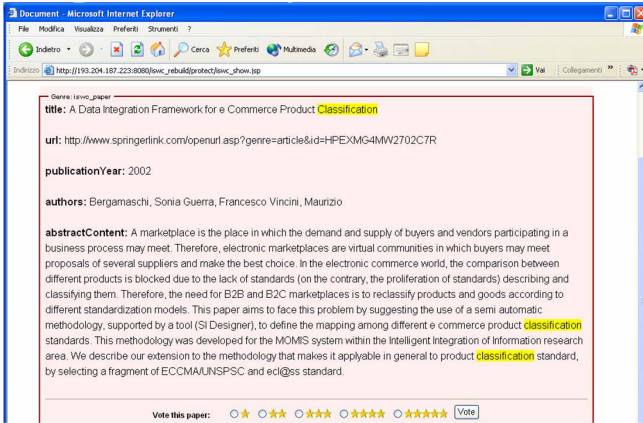 Document - Microsoft Internet Explorer
File Modifica Visualizza Preferiti Strumenti ?
Indietro Cerca Preferiti Multimedia
Indirizzo http://193.204.187.223:8080/iswc_rebuild/protect/iswc_show.jsp Vai Collegamenti »
Genre: iswc_paper
title: A Data Integration Framework for e Commerce Product Classification
url: http://www.springerlink.com/openurl.asp?genre=article&id=HPEXMG4MW2702C7R
publicationYear: 2002
authors: Bergamaschi, Sonia Guerra, Francesco Vincini, Maurizio
abstractContent: A marketplace is the place in which the demand and supply of buyers and vendors participating in a
business process may meet. Therefore, electronic marketplaces are virtual communities in which buyers may meet
proposals of several suppliers and make the best choice. In the electronic commerce world, the comparison between
different products is blocked due to the lack of standards (on the contrary, the proliferation of standards) describing and
classifying them. Therefore, the need for B2B and B2C marketplaces is to reclassify products and goods according to
different standardization models. This paper aims to face this problem by suggesting the use of a semi automatic
methodology, supported by a tool (SI Designer), to define the mapping among different e commerce product classification
standards. This methodology was developed for the MOMIS system within the Intelligent Integration of Information research
area. We describe our extension to the methodology that makes it applyable in general to product classification standard,
by selecting a fragment of ECCMA/UNSPSC and ecl@ss standard.
Vote this paper: Vote